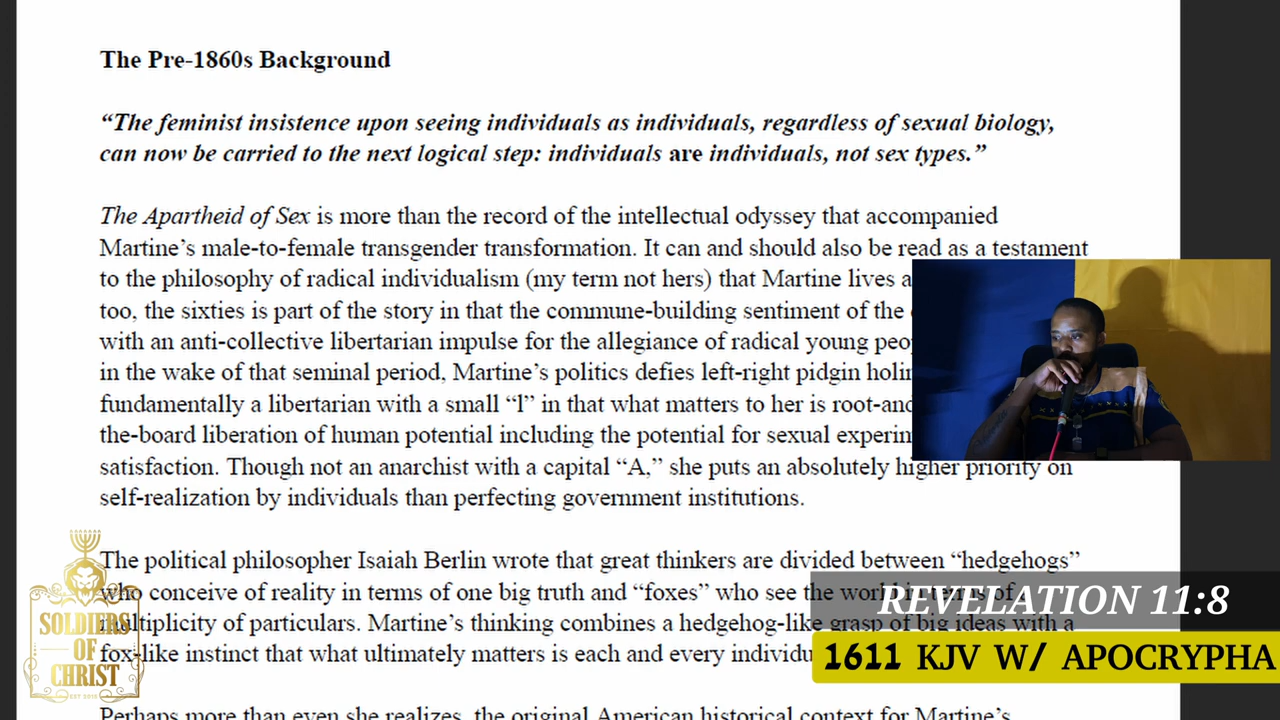 The Pre-1860s Background
“The feminist insistence upon seeing individuals as individuals, regardless of sexual biology,
can now be carried to the next logical step: individuals are individuals, not sex types.”
The Apartheid of Sex is more than the record of the intellectual odyssey that accompanied
Martine’s male-to-female transgender transformation. It can and should also be read as a testament
to the philosophy of radical individualism (my term not hers) that Martine lives
too, the sixties is part of the story in that the commune-building sentiment of the
with an anti-collective libertarian impulse for the allegiance of radical young
in the wake of that seminal period, Martine’s politics defies left-right pidgin
fundamentally a libertarian with a small “l” in that what matters to her is
the-board liberation of human potential including the potential for sexual
satisfaction. Though not an anarchist with a capital “A,” she puts an absolutely higher priority on
self-realization by individuals than perfecting government institutions.
The political philosopher Isaiah Berlin wrote that great thinkers are divided between “hedgehogs”
who conceive of reality in terms of one big truth and “foxes” who see the world in terms of
multiplicity of particulars. Martine’s thinking combines a hedgehog-like grasp of big ideas with a
fox-like instinct that what ultimately matters is each and every
Perhaps more than even she realizes, the original American historical context for Martine’s
REVELATION 11:8
1611 KJV W/ APOCRYPHA
SOLDIERS
OF
CHRIST